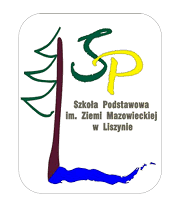 SP
Szkoła Podstawowa
im. Ziemi Mazowieckiej
w Liszynie